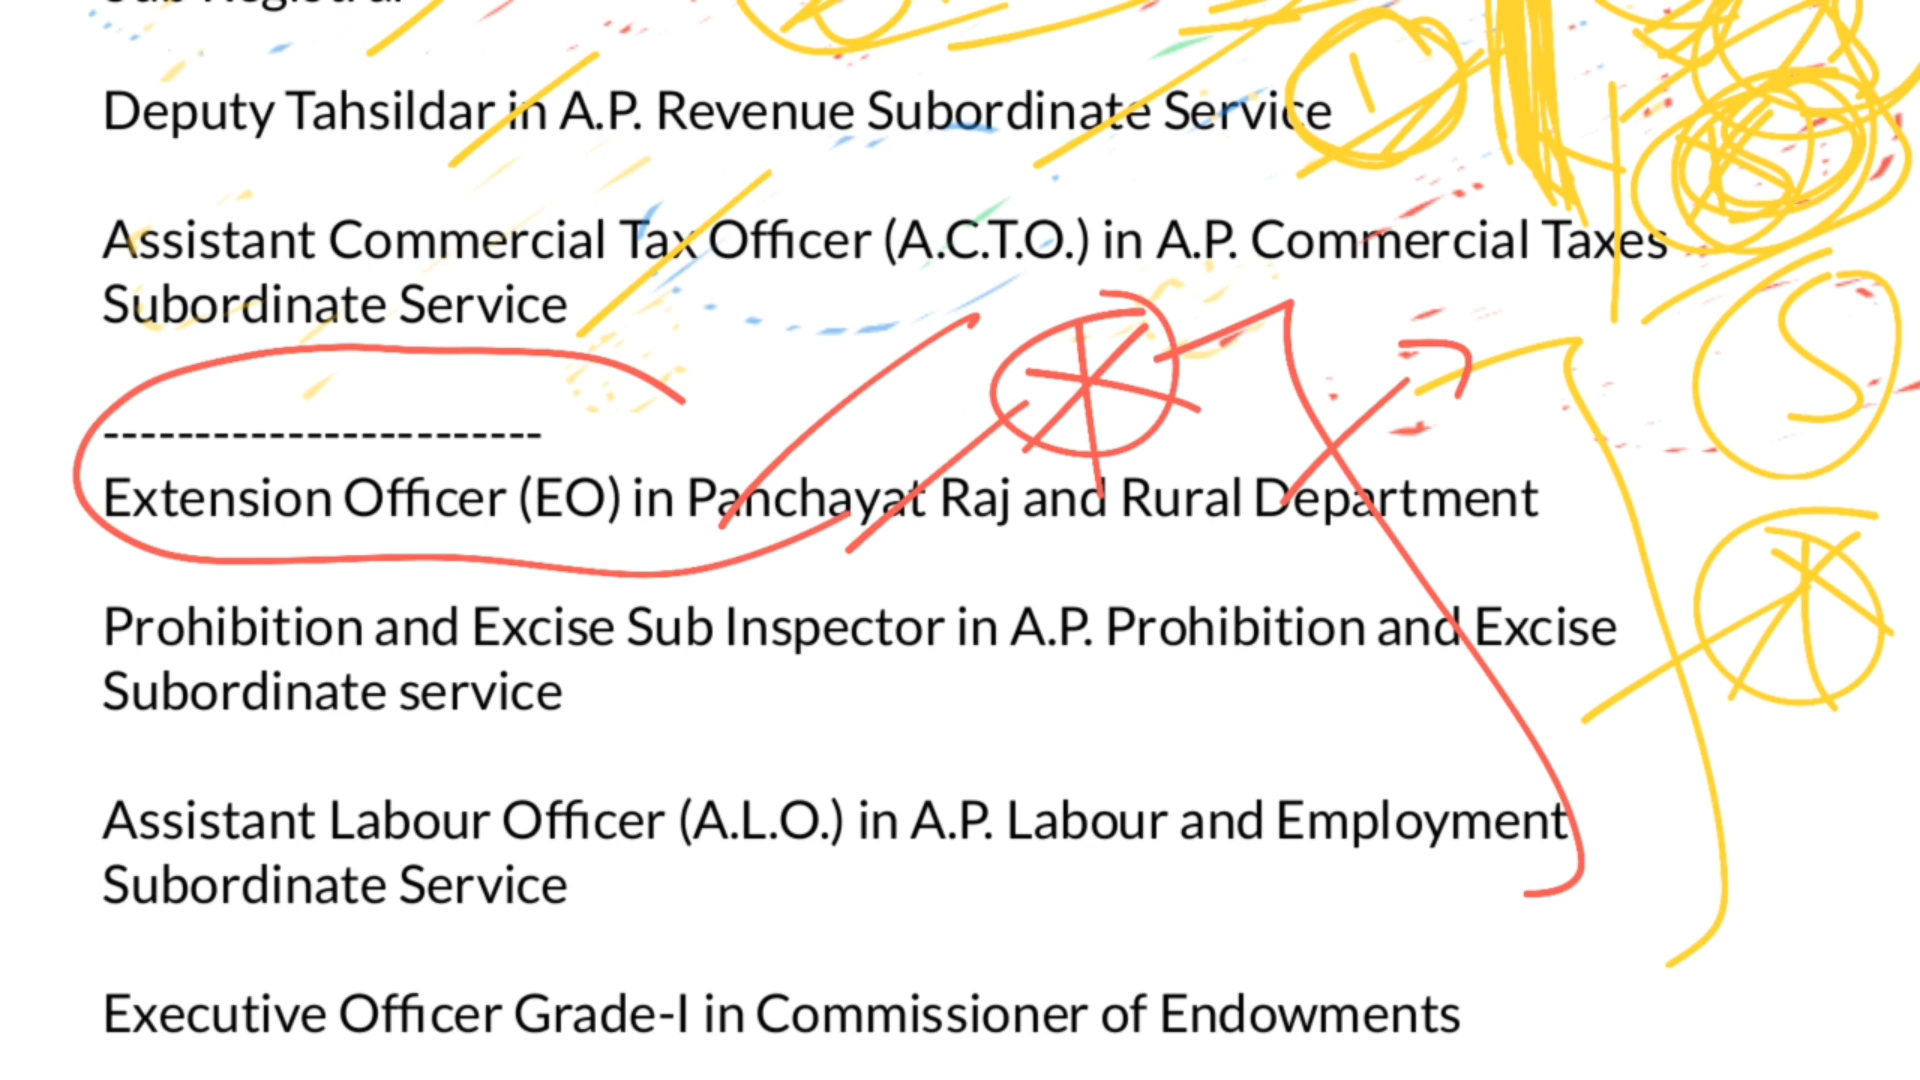 Sub Registrar
Deputy Tahsildar in A.P. Revenue Subordinate Service
Assistant Commercial Tax Officer (A.C.T.O.) in A.P. Commercial Taxes
Subordinate Service
------------------------
Extension Officer (EO) in Panchayat Raj and Rural Department
Prohibition and Excise Sub Inspector in A.P. Prohibition and Excise
Subordinate service
Assistant Labour Officer (A.L.O.) in A.P. Labour and Employment
Subordinate Service
Executive Officer Grade-I in Commissioner of Endowments